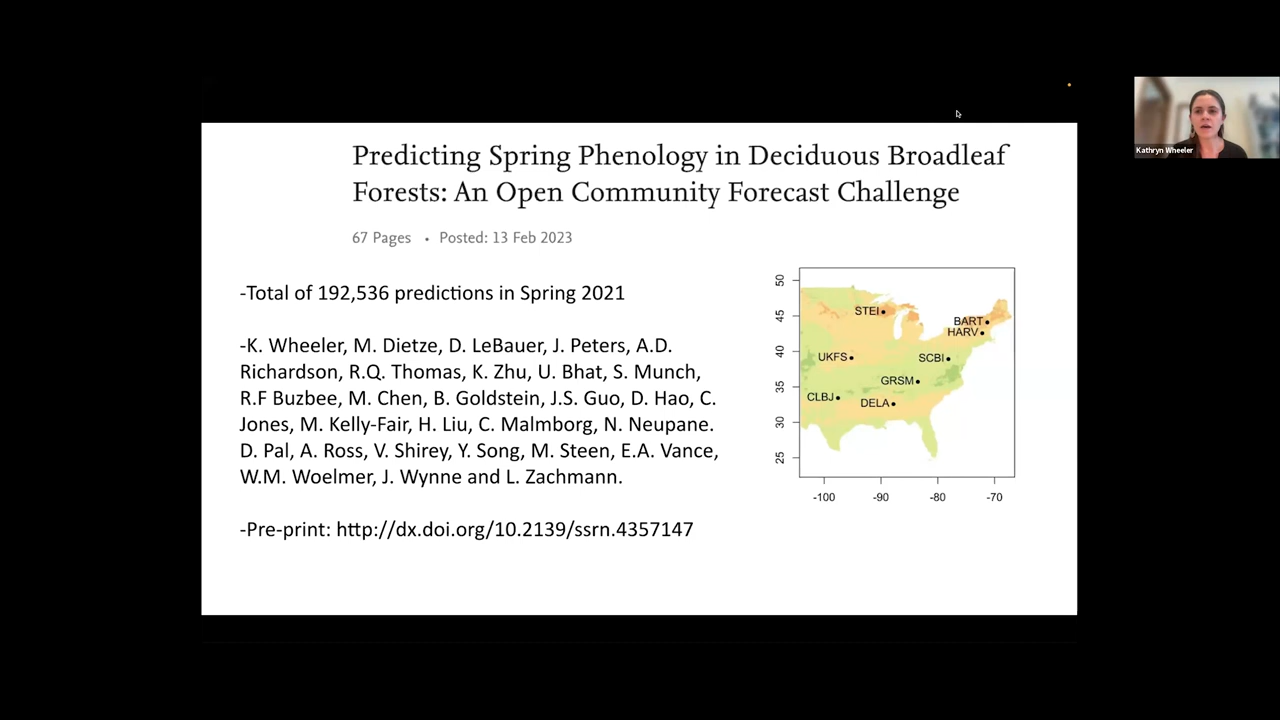 Predicting Spring Phenology in Deciduous Broadleaf
Forests: An Open Community Forecast Challenge
67 Pages • Posted: 13 Feb 2023
-Total of 192,536 predictions in Spring 2021
-K. Wheeler, M. Dietze, D. LeBauer, J. Peters, A.D.
Richardson, R.Q. Thomas, K. Zhu, U. Bhat, S. Munch,
R.F Buzbee, M. Chen, B. Goldstein, J.S. Guo, D. Hao, C.
Jones, M. Kelly-Fair, H. Liu, C. Malmborg, N. Neupane.
D. Pal, A. Ross, V. Shirey, Y. Song, M. Steen, E.A. Vance,
W.M. Woelmer, J. Wynne and L. Zachmann.
-Pre-print: http://dx.doi.org/10.2139/ssrn.4357147
50
45
40
35
30
25
STEI
BART
HARV
UKFS
SCBI
GRSM
CLBJ
DELA
-100 -90 -80 -70
Kathryn Wheeler